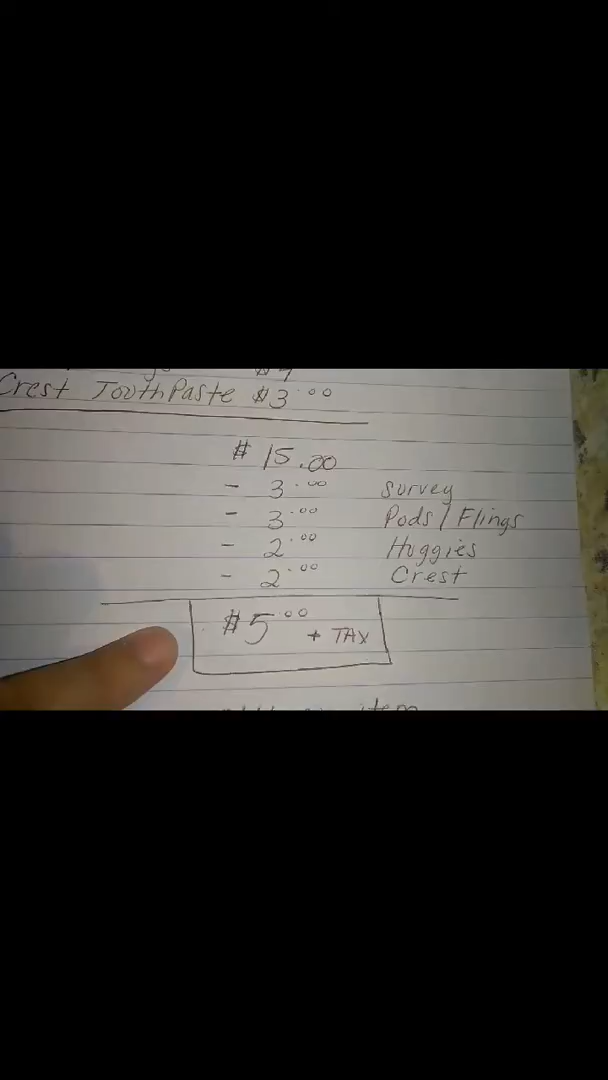 Crest ToothPaste $3.00
$15.00
- 3.00 Survey
- 3.00 Pods/Flings
- 2.00 Huggies
- 2.00 Crest
$5.00 + TAX
item